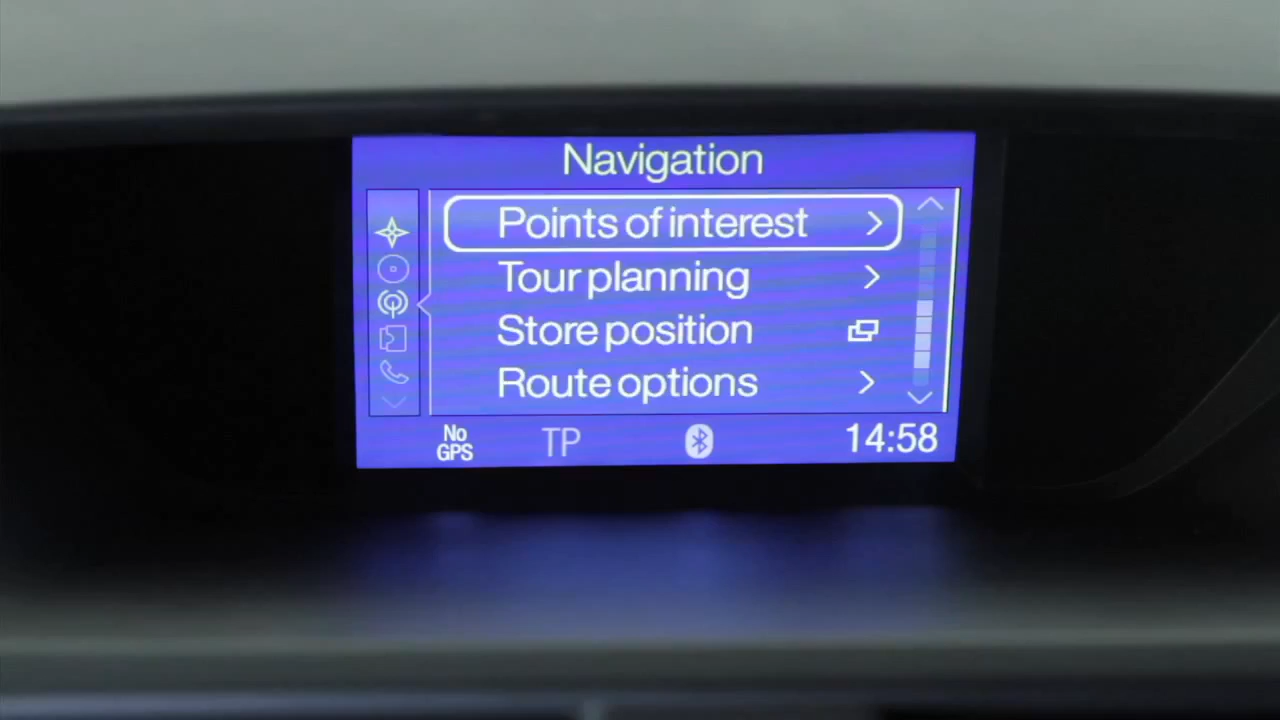 Navigation
Points of interest
Tour planning
Store position
Route options
No
GPS
TP
14:58